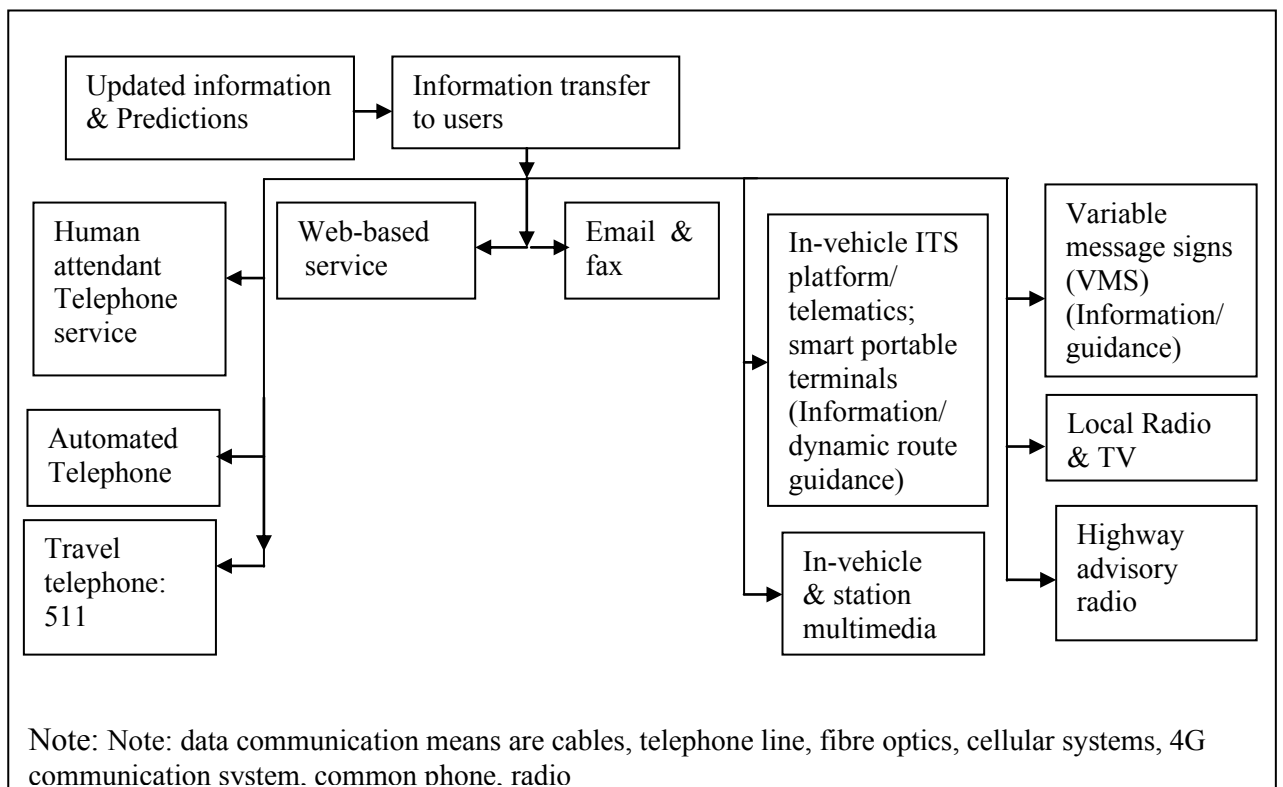 Updated information
& Predictions
Information transfer
to users
Human
attendant
Telephone
service
Web-based
service
Email &
fax
In-vehicle ITS
platform/
telematics;
smart portable
terminals
(Information/
dynamic route
guidance)
Variable
message signs
(VMS)
(Information/
guidance)
Automated
Telephone
Local Radio
& TV
Travel
telephone:
511
In-vehicle
& station
multimedia
Highway
advisory
radio
Note: Note: data communication means are cables, telephone line, fibre optics, cellular systems, 4G
communication system, common phone, radio